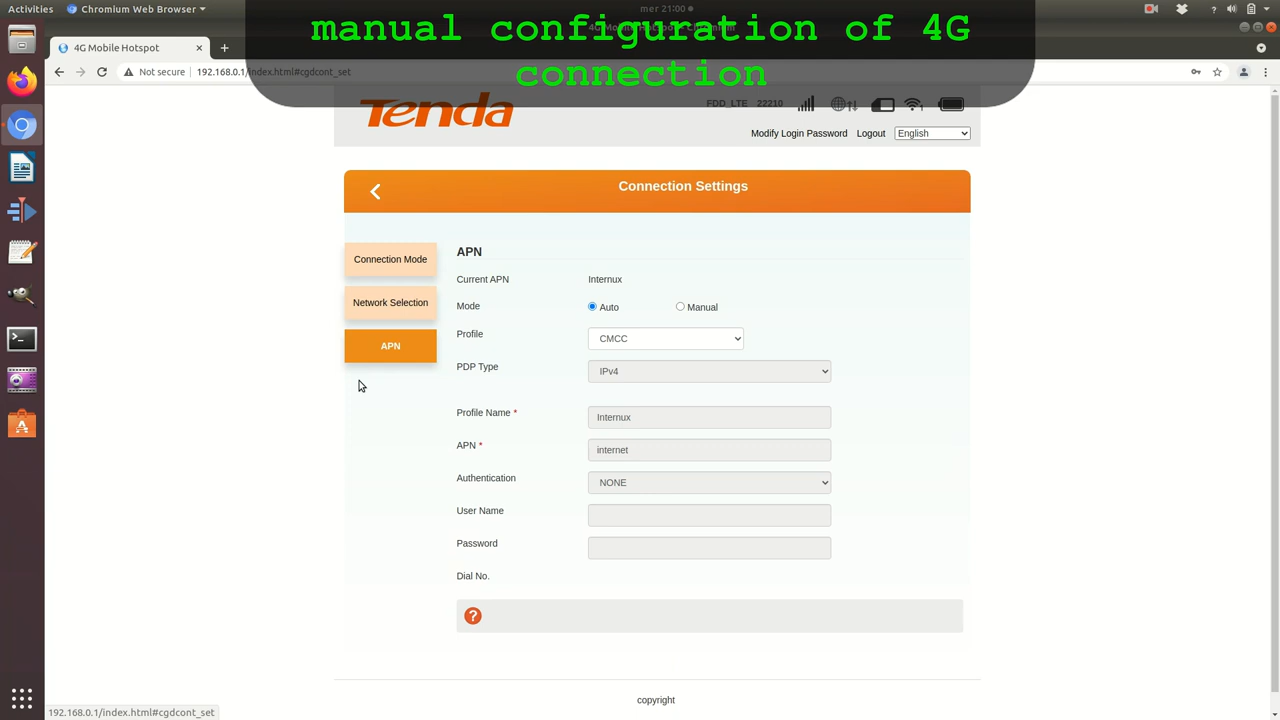 Activities
Chromium Web Browser
mer 21:00
manual configuration of 4G
connection
4G Mobile Hotspot
Not secure
192.168.0.1/index.html#cgdcont_set
Tenda
FDD_LTE 22210
Modify Login Password Logout English
Connection Settings
Connection Mode
Network Selection
APN
APN
Current APN Internux
Mode Auto Manual
Profile CMCC
PDP Type IPv4
Profile Name * Internux
APN * internet
Authentication NONE
User Name
Password
Dial No.
?
copyright
192.168.0.1/index.html#cgdcont_set